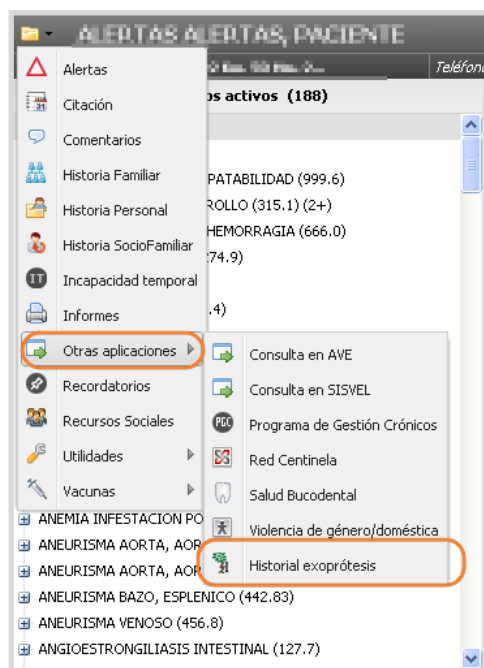 ALERTAS ALERTAS, PACIENTE
Teléfono
Alertas
os activos (188)
Citación
Comentarios
Historia Familiar
PATABILIDAD (999.6)
Historia Personal
ROLLO (315.1) (2+)
HEMORRAGIA (666.0)
Historia SocioFamiliar
74.9)
IT
Incapacidad temporal
Informes
.4)
Otras aplicaciones
Consulta en AVE
Recordatorios
Consulta en SISVEL
Recursos Sociales
PGC
Programa de Gestión Crónicos
Utilidades
Red Centinela
Vacunas
Salud Bucodental
ANEMIA INFESTACION PO
Violencia de género/doméstica
ANEURISMA AORTA, AOR
Historial exoprótesis
ANEURISMA AORTA, AOR
ANEURISMA BAZO, ESPLENICO (442.83)
ANEURISMA VENOSO (456.8)
ANGIOESTRONGILIASIS INTESTINAL (127.7)